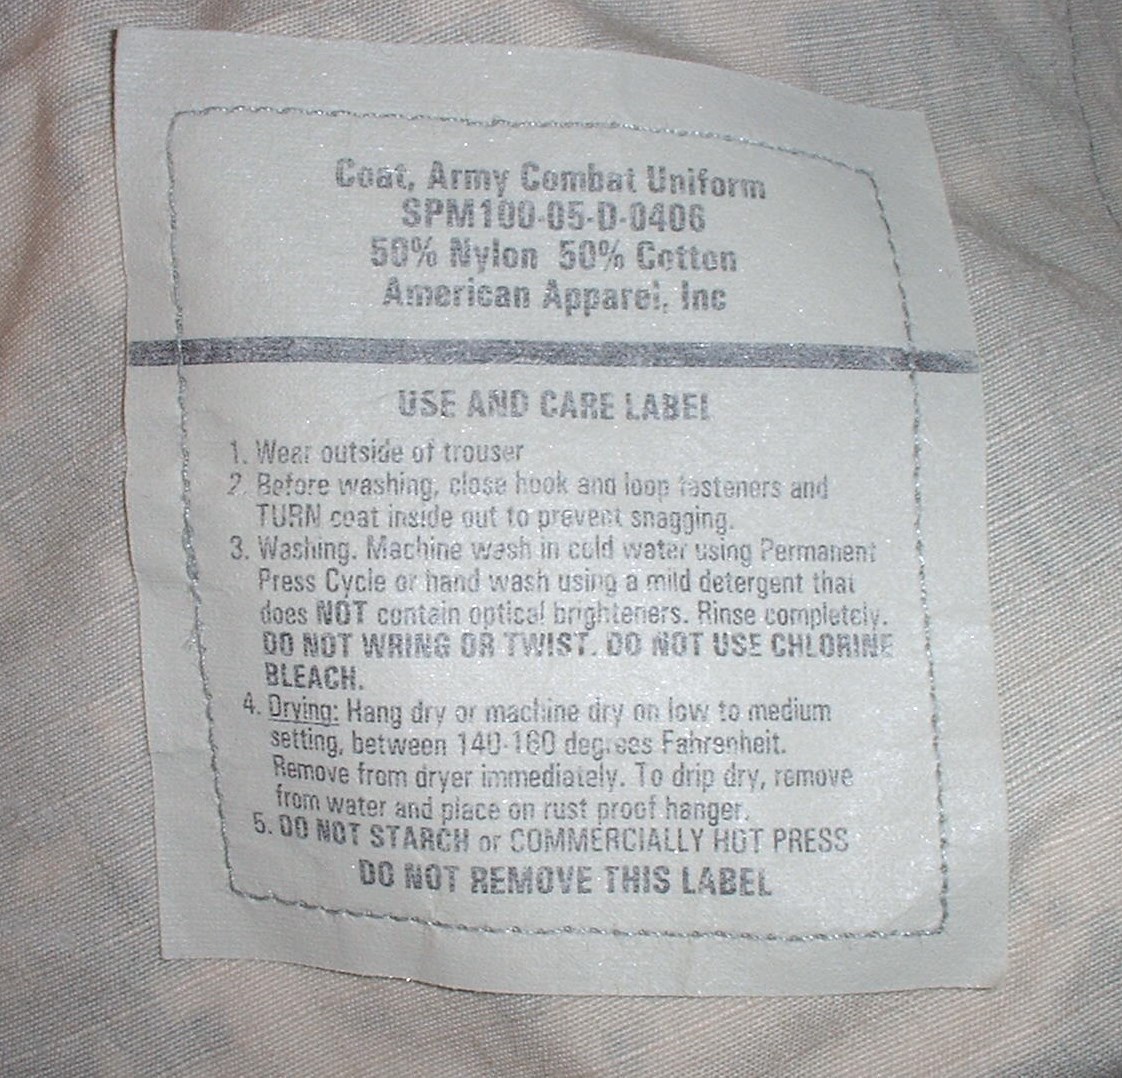 Coat, Army Combat Uniform
SPM100-05-D-0406
50% Nylon 50% Cotton
American Apparel, Inc
USE AND CARE LABEL
1. Wear outside of trouser
2. Before washing, close hook and loop fasteners and
TURN coat inside out to prevent snagging.
3. Washing. Machine wash in cold water using Permanent
Press Cycle or hand wash using a mild detergent that
does NOT contain optical brighteners. Rinse completely.
DO NOT WRING OR TWIST. DO NOT USE CHLORINE
BLEACH.
4. Drying: Hang dry or machine dry on low to medium
setting, between 140-160 degrees Fahrenheit.
Remove from dryer immediately. To drip dry, remove
from water and place on rust proof hanger.
5. DO NOT STARCH or COMMERCIALLY HOT PRESS
DO NOT REMOVE THIS LABEL